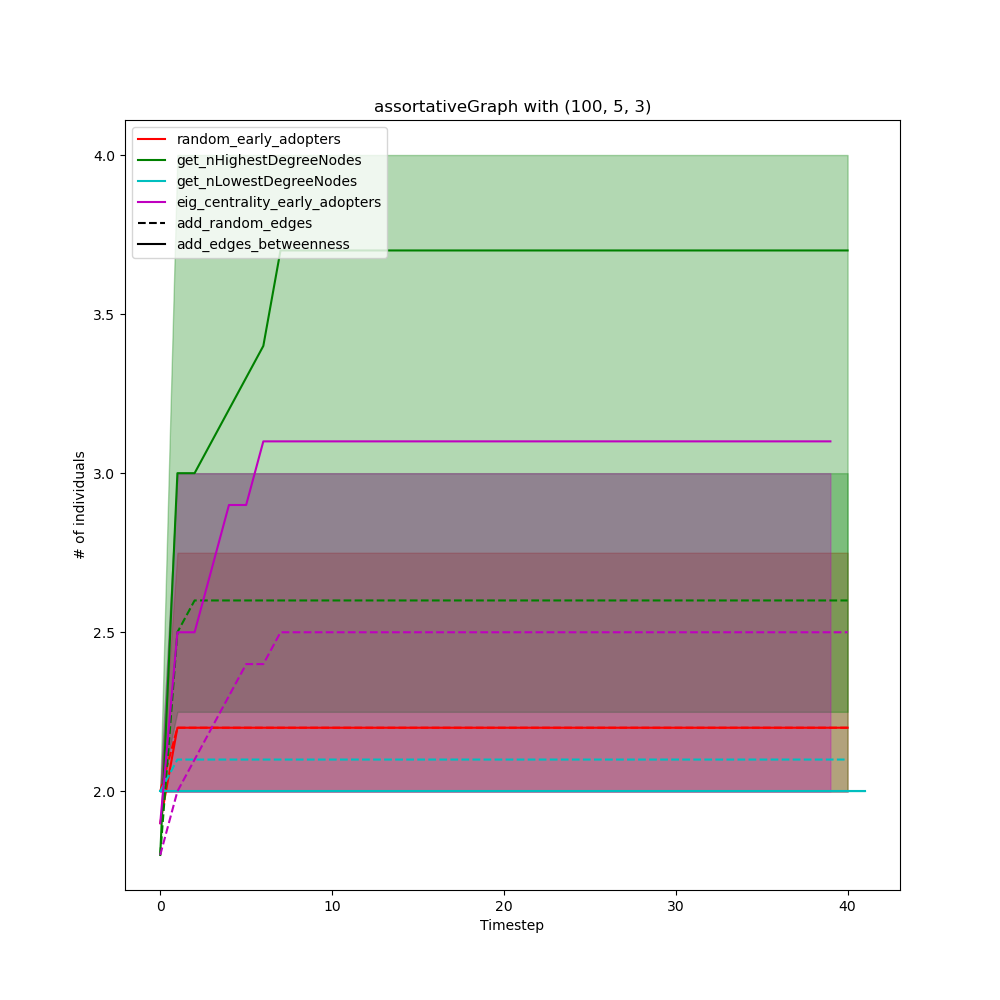 assortativeGraph with (100, 5, 3)
random_early_adopters
get_nHighestDegreeNodes
get_nLowestDegreeNodes
eig_centrality_early_adopters
add_random_edges
add_edges_betweenness
4.0
3.5
3.0
2.5
2.0
# of individuals
0 10 20 30 40
Timestep